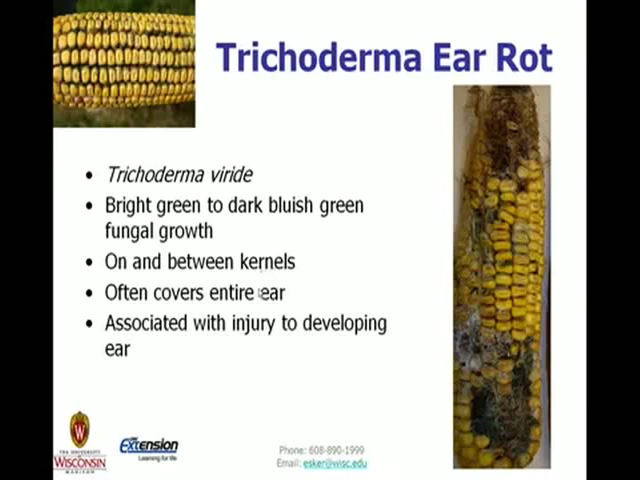 Trichoderma Ear Rot
• Trichoderma viride
• Bright green to dark bluish green
fungal growth
• On and between kernels
• Often covers entire ear
• Associated with injury to developing
ear
W
THE UNIVERSITY
WISCONSIN
MADISON
Extension
Learning for life
Phone: 608-890-1999
Email: esker@wisc.edu